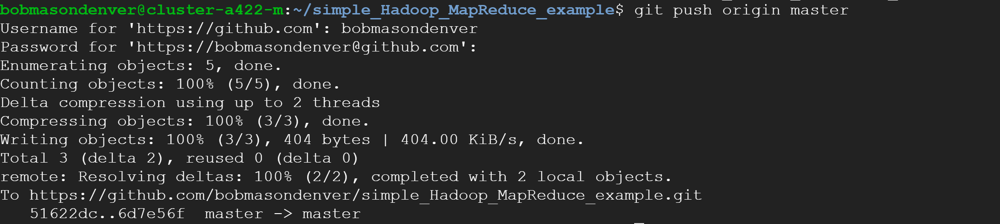 bobmasondenver@cluster-a422-m:~/simple_Hadoop_MapReduce_example$ git push origin master
Username for 'https://github.com': bobmasondenver
Password for 'https://bobmasondenver@github.com':
Enumerating objects: 5, done.
Counting objects: 100% (5/5), done.
Delta compression using up to 2 threads
Compressing objects: 100% (3/3), done.
Writing objects: 100% (3/3), 404 bytes | 404.00 KiB/s, done.
Total 3 (delta 2), reused 0 (delta 0)
remote: Resolving deltas: 100% (2/2), completed with 2 local objects.
To https://github.com/bobmasondenver/simple_Hadoop_MapReduce_example.git
   51622dc..6d7e56f  master -> master